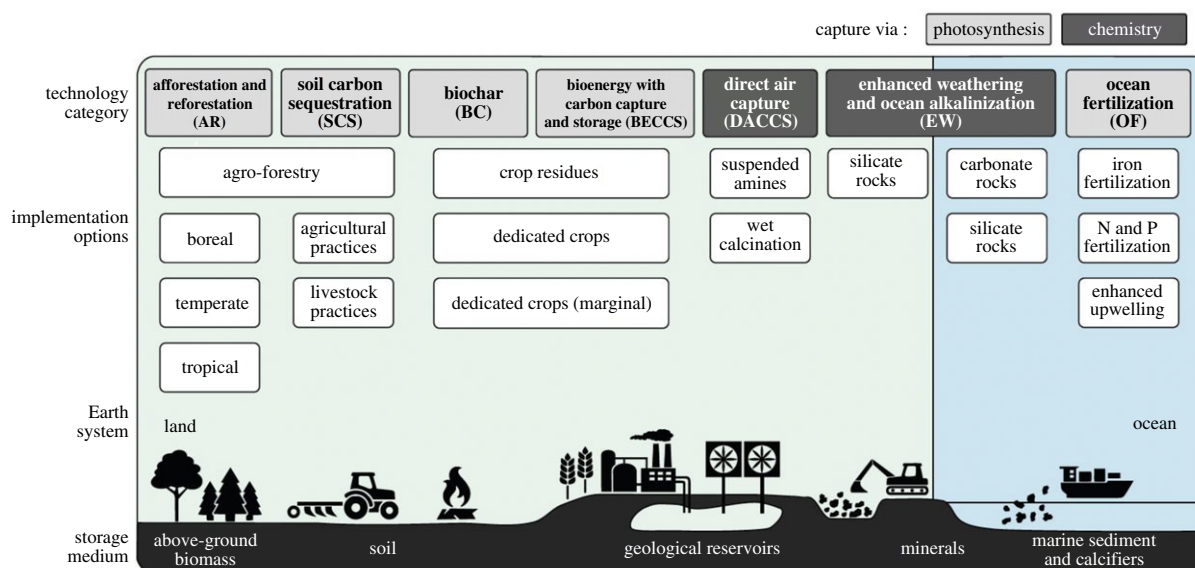 capture via : photosynthesis chemistry
technology
category
afforestation and
reforestation
(AR)
soil carbon
sequestration
(SCS)
biochar
(BC)
bioenergy with
carbon capture
and storage (BECCS)
direct air
capture
(DACCS)
enhanced weathering
and ocean alkalinization
(EW)
ocean
fertilization
(OF)
implementation
options
agro-forestry
crop residues
suspended
amines
silicate
rocks
carbonate
rocks
iron
fertilization
boreal
agricultural
practices
dedicated crops
wet
calcination
silicate
rocks
N and P
fertilization
temperate
livestock
practices
dedicated crops (marginal)
enhanced
upwelling
tropical
Earth
system
land
ocean
storage
medium
above-ground
biomass
soil
geological reservoirs
minerals
marine sediment
and calcifiers